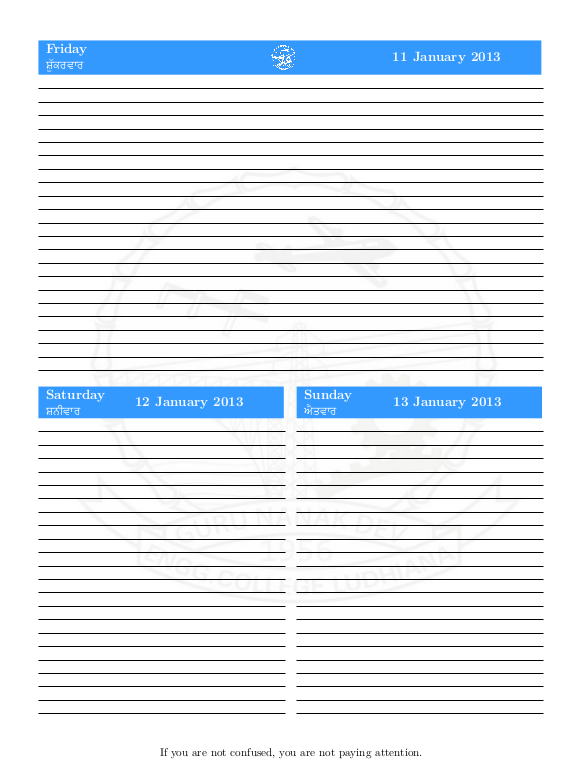 Friday
ਸ਼ੁੱਕਰਵਾਰ
11 January 2013
Saturday
ਸ਼ਨੀਵਾਰ
12 January 2013
Sunday
ਐਤਵਾਰ
13 January 2013
GURU NANAK DEV
1956
ENGG. COLLEGE LUDHIANA
If you are not confused, you are not paying attention.